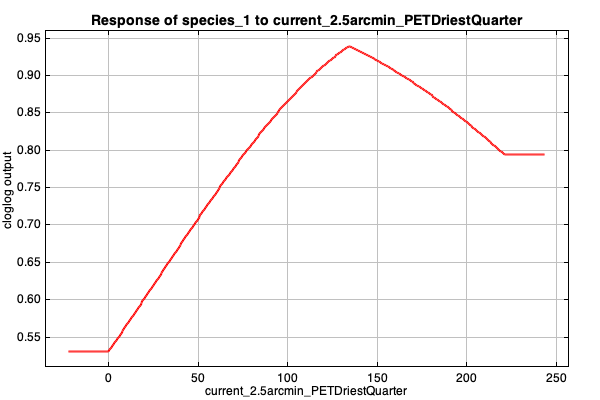 Response of species_1 to current_2.5arcmin_PETDriestQuarter
0.95
0.90
0.85
0.80
0.75
0.70
0.65
0.60
0.55
cloglog output
0 50 100 150 200 250
current_2.5arcmin_PETDriestQuarter